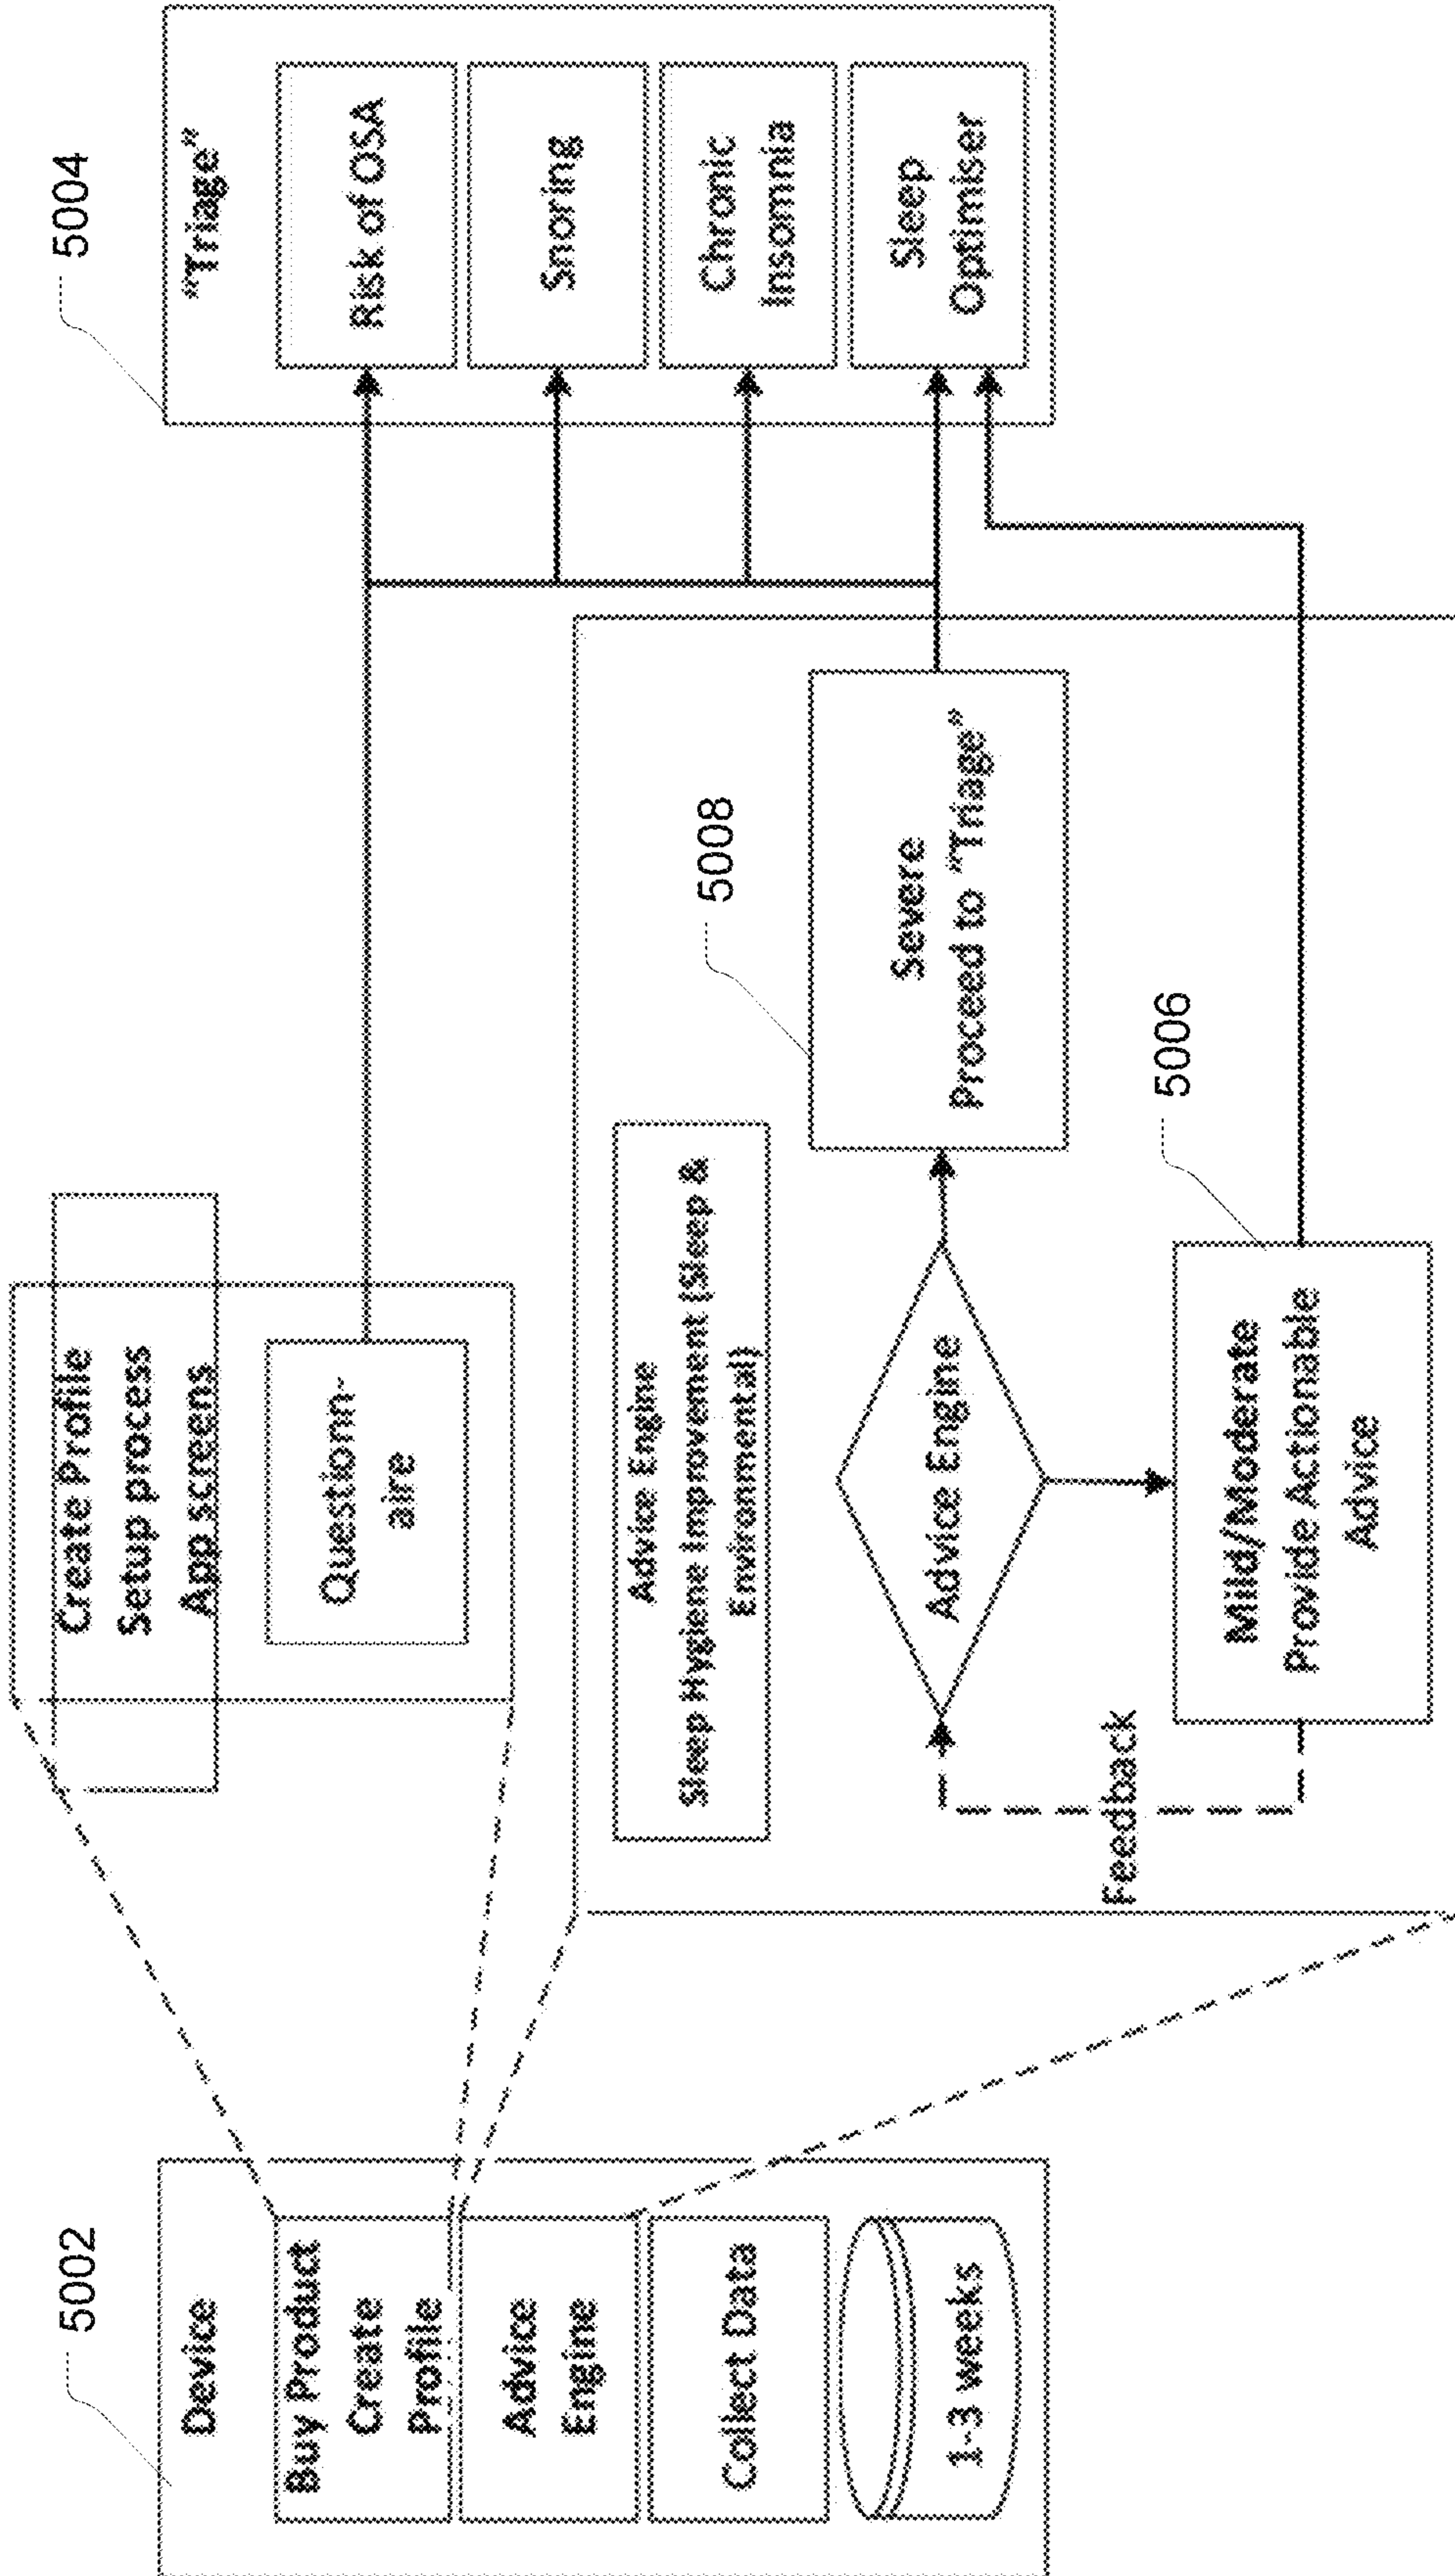 5002
Device
Buy Product
Create
Profile
Advice
Engine
Collect Data
1-3 weeks
Create Profile
Setup process
App screens
Questionn-
aire
Advice Engine
Sleep Hygiene Improvement (Sleep &
Environmental)
Advice Engine
Feedback
5006
Mild/Moderate
Provide Actionable
Advice
5008
Severe
Proceed to "Triage"
5004
"Triage"
Risk of OSA
Snoring
Chronic
Insomnia
Sleep
Optimiser